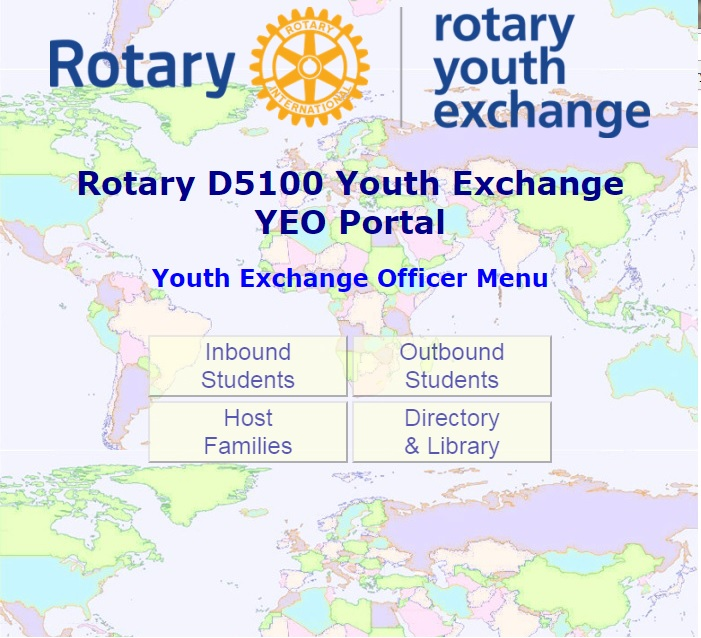 Rotary
ROTARY
INTERNATIONAL
rotary
youth
exchange
Rotary D5100 Youth Exchange
YEO Portal
Youth Exchange Officer Menu
Inbound
Students
Outbound
Students
Host
Families
Directory
& Library